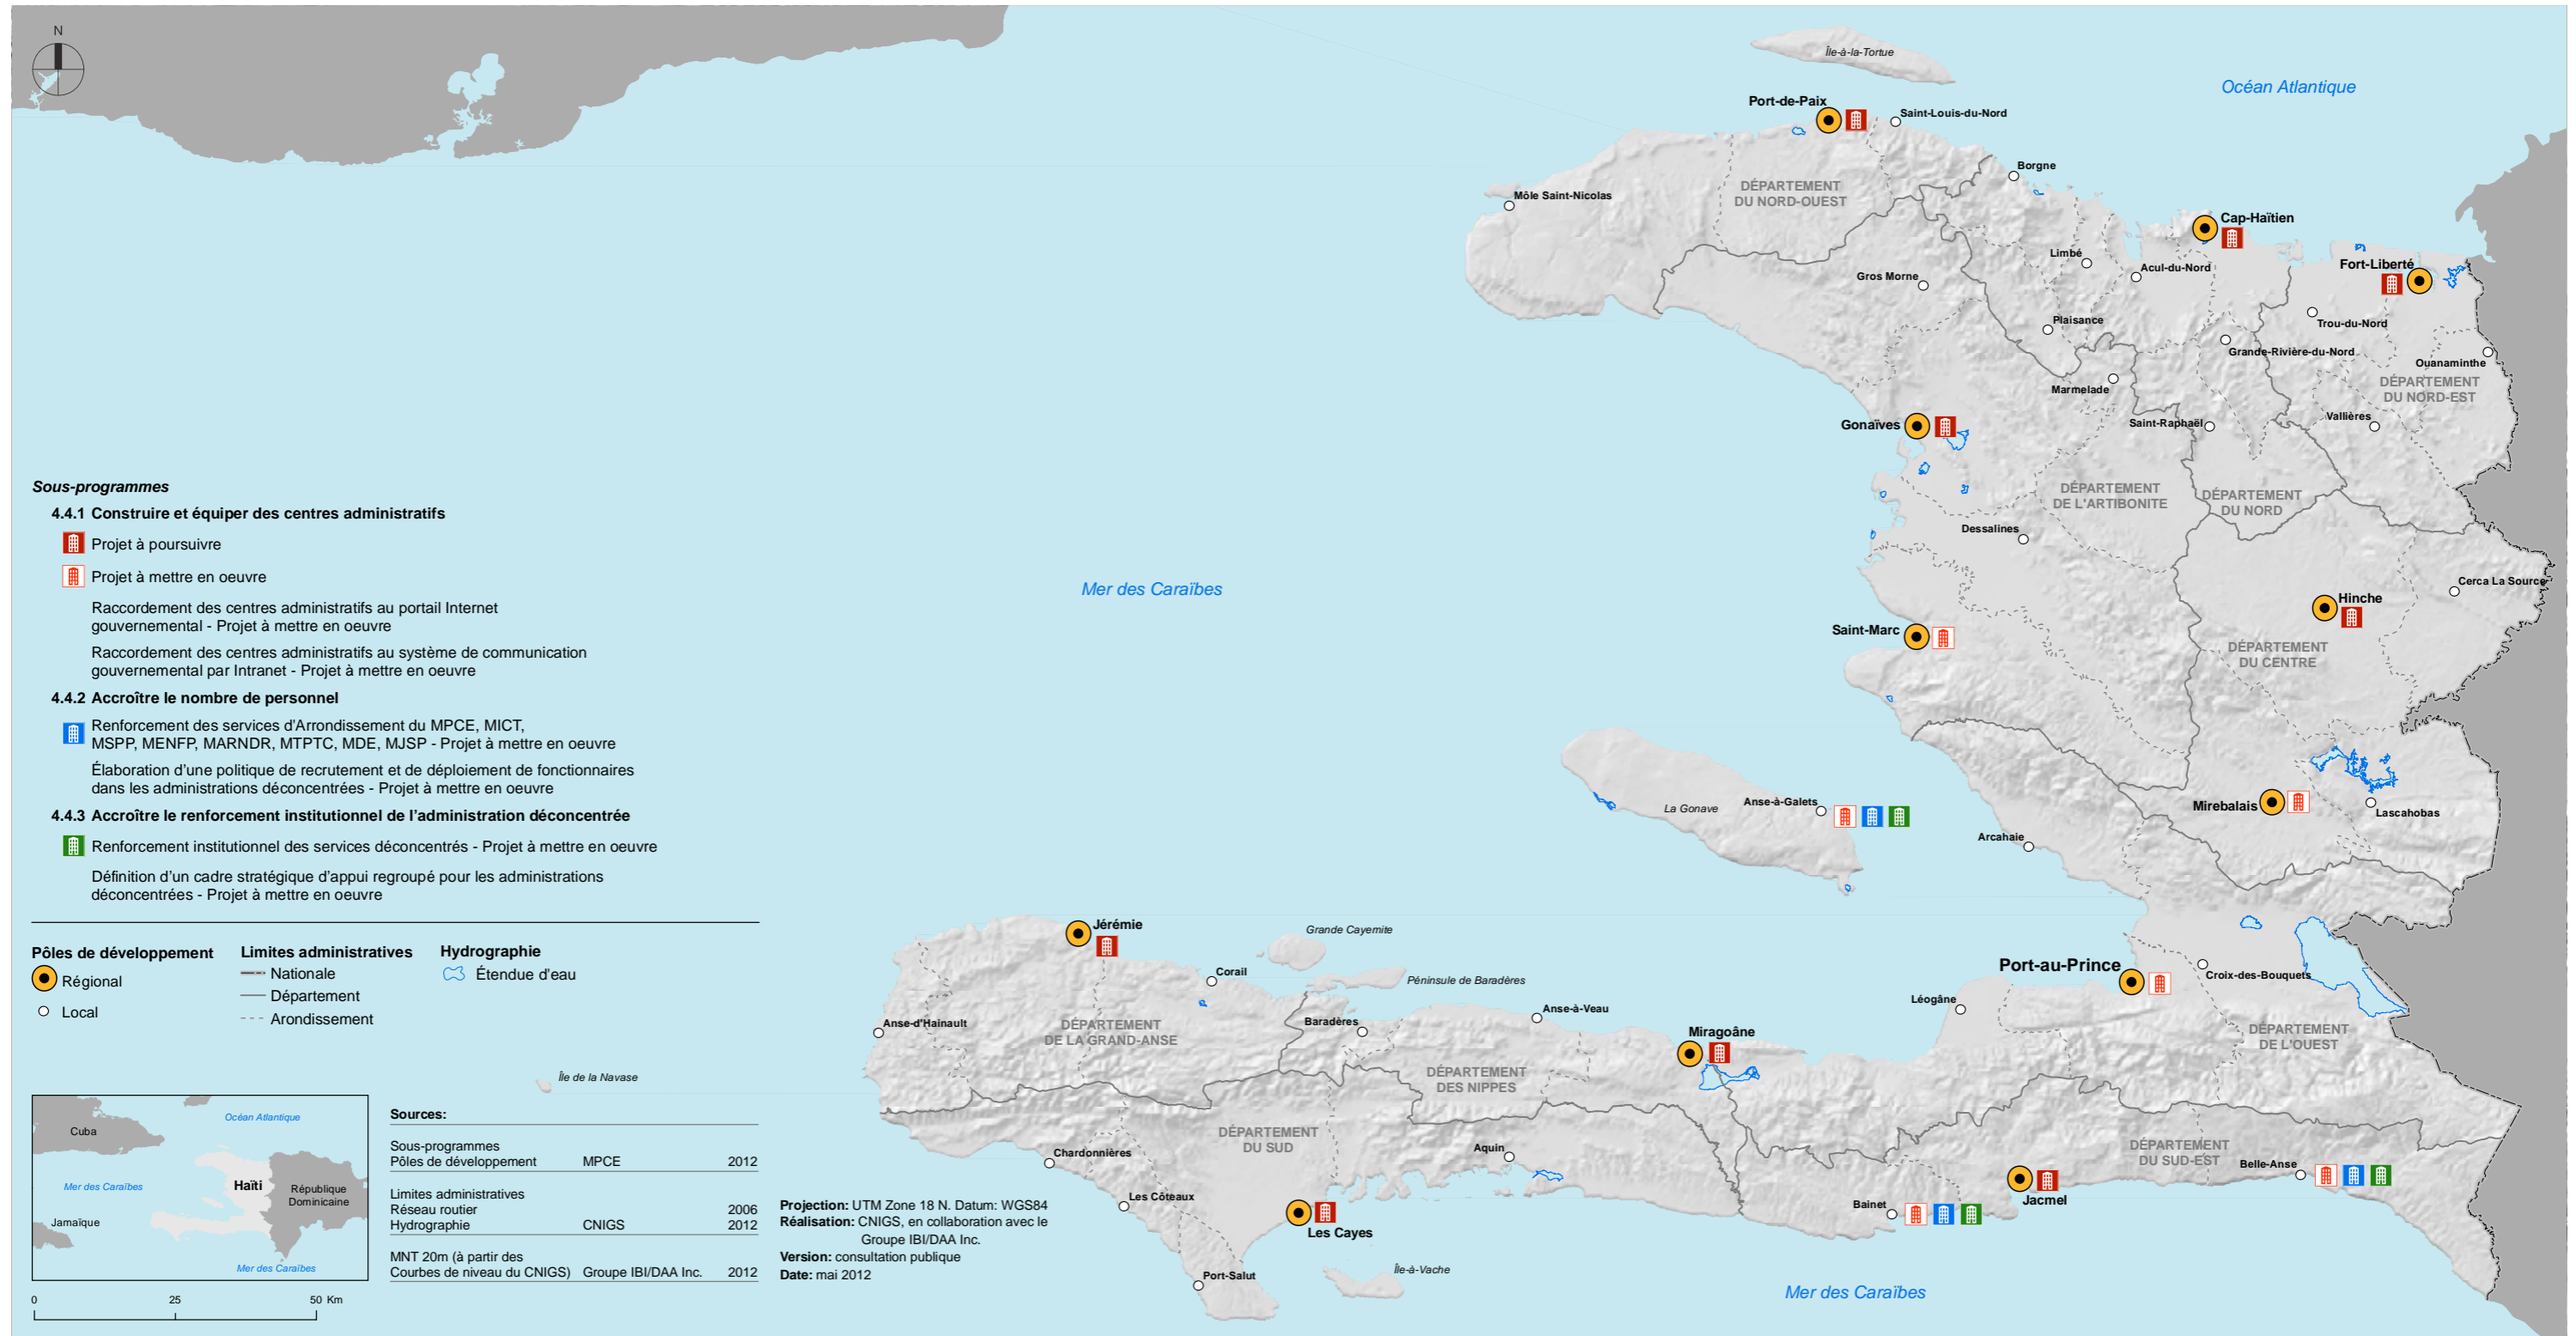 N
Île-à-la-Tortue
Océan Atlantique
Port-de-Paix
Saint-Louis-du-Nord
Borgne
Môle Saint-Nicolas
DÉPARTEMENT
DU NORD-OUEST
Cap-Haïtien
Limbé
Acul-du-Nord
Fort-Liberté
Gros Morne
Plaisance
Trou-du-Nord
Grande-Rivière-du-Nord
Ouanaminthe
Marmelade
DÉPARTEMENT
DU NORD-EST
Vallières
Saint-Raphaël
Gonaïves
DÉPARTEMENT
DE L'ARTIBONITE
DÉPARTEMENT
DU NORD
Dessalines
Cerca La Source
Hinche
Saint-Marc
DÉPARTEMENT
DU CENTRE
Mer des Caraïbes
La Gonave
Anse-à-Galets
Mirebalais
Lascahobas
Arcahaie
Sous-programmes
4.4.1 Construire et équiper des centres administratifs
Projet à poursuivre
Projet à mettre en oeuvre
Raccordement des centres administratifs au portail Internet
gouvernemental - Projet à mettre en oeuvre
Raccordement des centres administratifs au système de communication
gouvernemental par Intranet - Projet à mettre en oeuvre
4.4.2 Accroître le nombre de personnel
Renforcement des services d'Arrondissement du MPCE, MICT,
MSPP, MENFP, MARNDR, MTPTC, MDE, MJSP - Projet à mettre en oeuvre
Élaboration d'une politique de recrutement et de déploiement de fonctionnaires
dans les administrations déconcentrées - Projet à mettre en oeuvre
4.4.3 Accroître le renforcement institutionnel de l'administration déconcentrée
Renforcement institutionnel des services déconcentrés - Projet à mettre en oeuvre
Définition d'un cadre stratégique d'appui regroupé pour les administrations
déconcentrées - Projet à mettre en oeuvre
Pôles de développement
Régional
Local
Limites administratives
Nationale
Département
Arondissement
Hydrographie
Étendue d'eau
Jérémie
Grande Cayemite
Corail
Péninsule de Baradères
Anse-d'Hainault
DÉPARTEMENT
DE LA GRAND-ANSE
Baradères
Anse-à-Veau
Miragoâne
Léogâne
Port-au-Prince
Croix-des-Bouquets
DÉPARTEMENT
DE L'OUEST
DÉPARTEMENT
DES NIPPES
Île de la Navase
DÉPARTEMENT
DU SUD
Chardonnières
Aquin
DÉPARTEMENT
DU SUD-EST
Belle-Anse
Les Côteaux
Bainet
Jacmel
Les Cayes
Port-Salut
Île-à-Vache
Mer des Caraïbes
Océan Atlantique
Cuba
Mer des Caraïbes
Haïti
République
Dominicaine
Jamaïque
Mer des Caraïbes
0 25 50 Km
Sources:
Sous-programmes
Pôles de développement MPCE 2012
Limites administratives
Réseau routier 2006
Hydrographie CNIGS 2012
MNT 20m (à partir des
Courbes de niveau du CNIGS) Groupe IBI/DAA Inc. 2012
Projection: UTM Zone 18 N. Datum: WGS84
Réalisation: CNIGS, en collaboration avec le
Groupe IBI/DAA Inc.
Version: consultation publique
Date: mai 2012